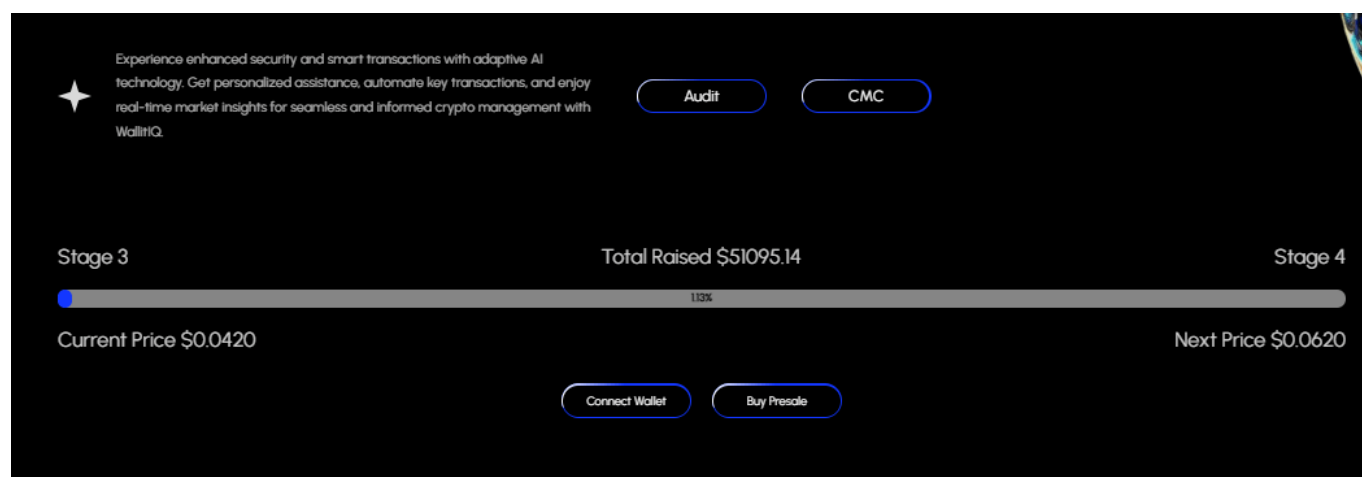 Experience enhanced security and smart transactions with adaptive AI
technology. Get personalized assistance, automate key transactions, and enjoy
real-time market insights for seamless and informed crypto management with
WallitIQ.
Audit
CMC
Stage 3
Total Raised $51095.14
Stage 4
1.13%
Current Price $0.0420
Next Price $0.0620
Connect Wallet
Buy Presale